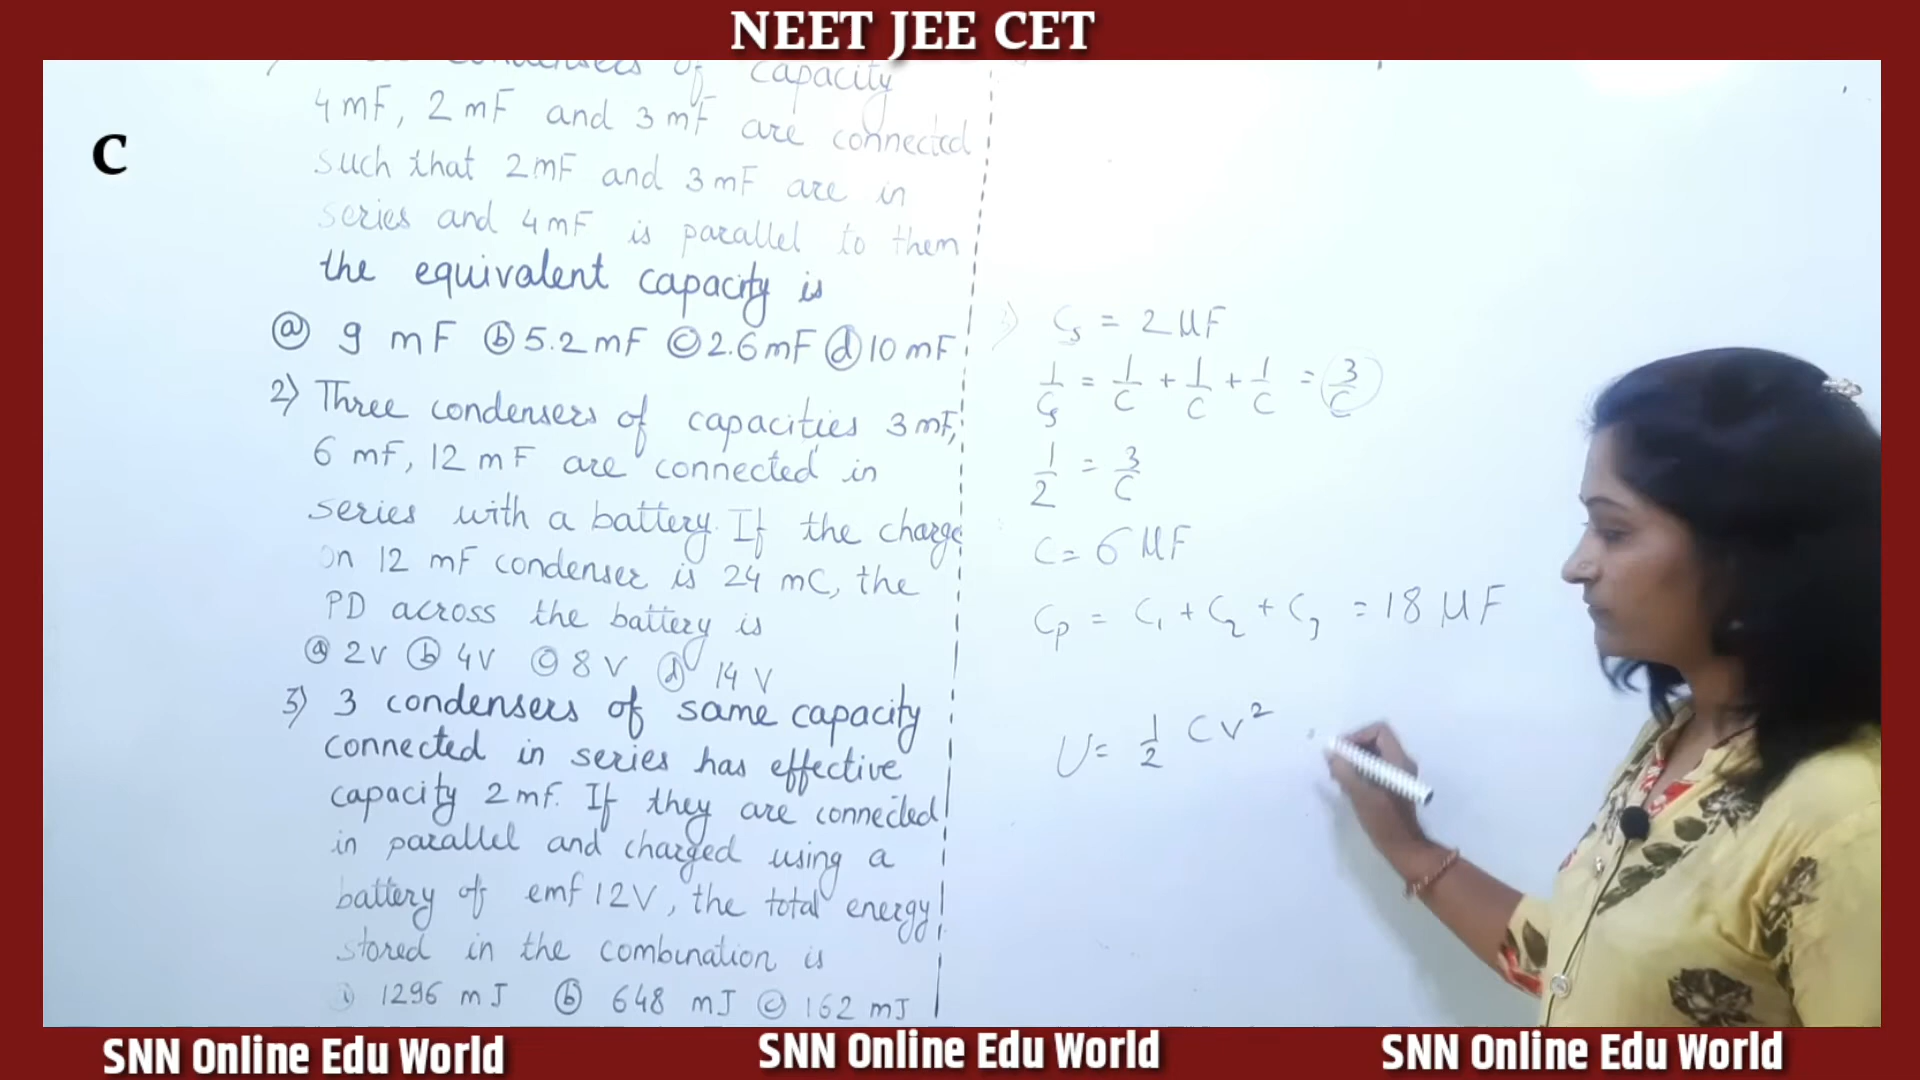 NEET JEE CET
C
condensers of capacity
4 mF, 2 mF and 3 mF are connected
such that 2 mF and 3 mF are in
series and 4 mF is parallel to them
the equivalent capacity is
ⓐ 9 mF ⓑ 5.2 mF ⓒ 2.6 mF ⓓ 10 mF
2) Three condensers of capacities 3 mF,
6 mF, 12 mF are connected in
series with a battery. If the charge
on 12 mF condenser is 24 mC, the
PD across the battery is
ⓐ 2V ⓑ 4V ⓒ 8 V ⓓ 14 V
3) 3 condensers of same capacity
connected in series has effective
capacity 2 mF. If they are connected
in parallel and charged using a
battery of emf 12V, the total energy
stored in the combination is
1296 mJ ⓑ 648 mJ ⓒ 162 mJ
Cs = 2 μF
1/Cs = 1/C + 1/C + 1/C = 3/C
1/2 = 3/C
C = 6 μF
Cp = C1 + C2 + C3 = 18 μF
U = 1/2 CV²
SNN Online Edu World
SNN Online Edu World
SNN Online Edu World